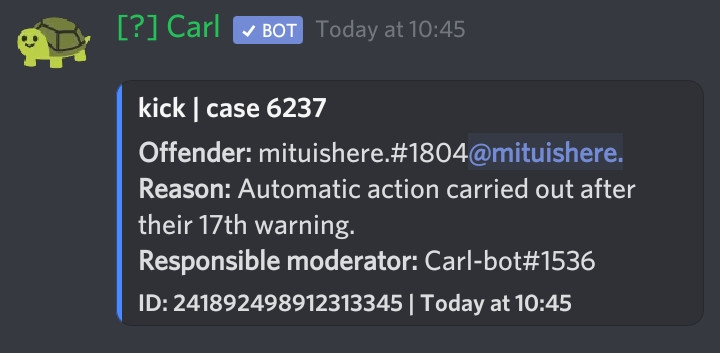 [?] Carl ✓ BOT Today at 10:45
kick | case 6237
Offender: mituishere.#1804@mituishere.
Reason: Automatic action carried out after
their 17th warning.
Responsible moderator: Carl-bot#1536
ID: 241892498912313345 | Today at 10:45